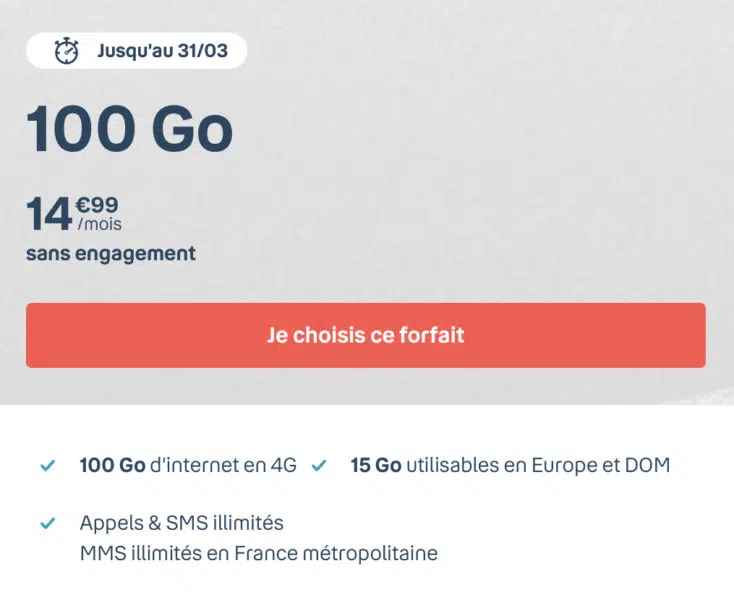 Jusqu'au 31/03
100 Go
14 €99
/mois
sans engagement
Je choisis ce forfait
100 Go d'internet en 4G
15 Go utilisables en Europe et DOM
Appels & SMS illimités
MMS illimités en France métropolitaine